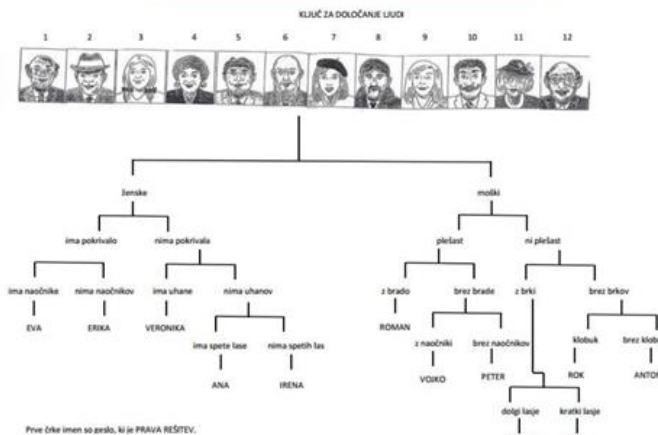 KLJUČ ZA DOLOČANJE LJUDI
1 2 3 4 5 6 7 8 9 10 11 12
ženske moški
ima pokrivalo nima pokrivala plešast ni plešast
ima naočnike nima naočnikov ima uhane nima uhanov z brado brez brade z brki brez brkov
EVA ERIKA VERONIKA ROMAN
ima spete lase nima spetih las z naočniki brez naočnikov klobuk brez klob
ANA IRENA VOJKO PETER ROK ANTON
dolgi lasje kratki lasje
Prve črke imen so geslo, ki je PRAVA REŠITEV.